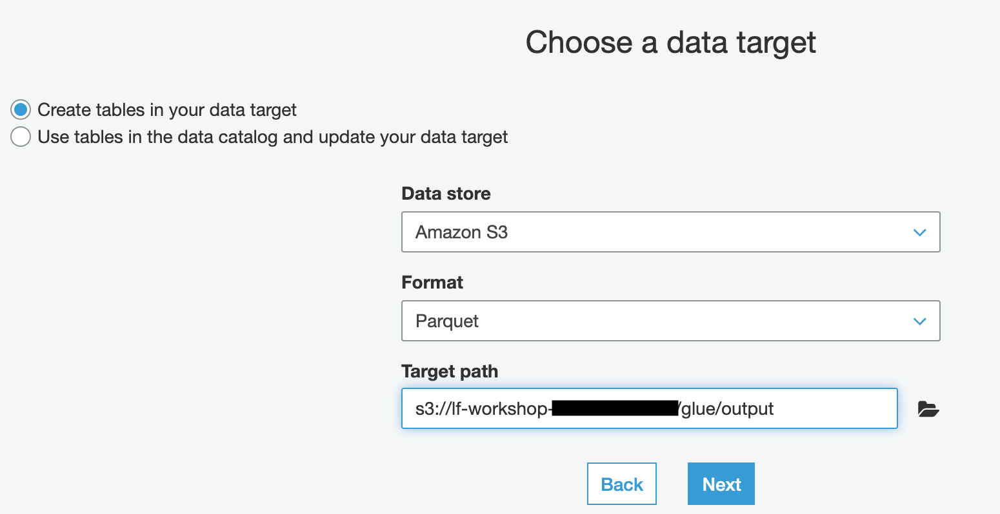 Choose a data target
Create tables in your data target
Use tables in the data catalog and update your data target
Data store
Amazon S3
Format
Parquet
Target path
s3://lf-workshop-/glue/output
Back
Next